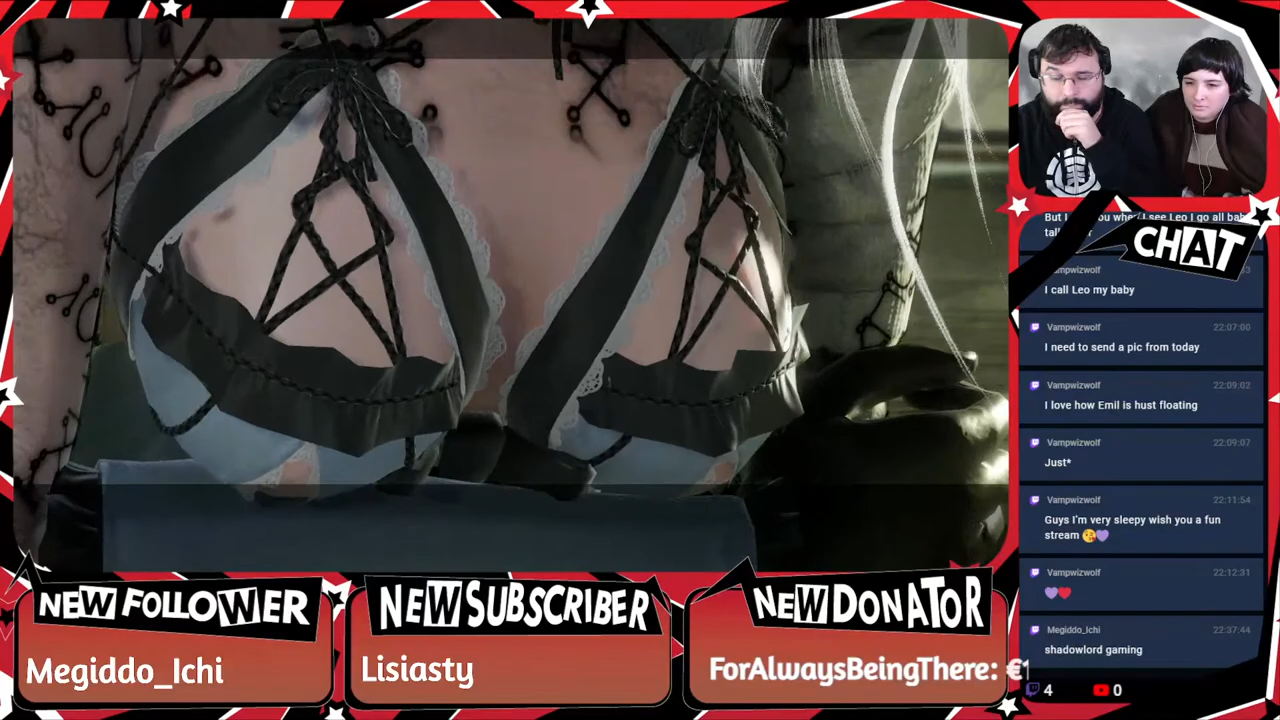 CHAT
I call Leo my baby
Vampwizwolf 22:07:00
I need to send a pic from today
Vampwizwolf 22:09:02
I love how Emil is hust floating
Vampwizwolf 22:09:07
Just*
Vampwizwolf 22:11:54
Guys I'm very sleepy wish you a fun
stream 😘💜
Vampwizwolf 22:12:31
💜❤️
Megiddo_Ichi 22:37:44
shadowlord gaming
4 0
NEW FOLLOWER
Megiddo_Ichi
NEW SUBSCRIBER
Lisiasty
NEW DONATOR
ForAlwaysBeingThere: €1